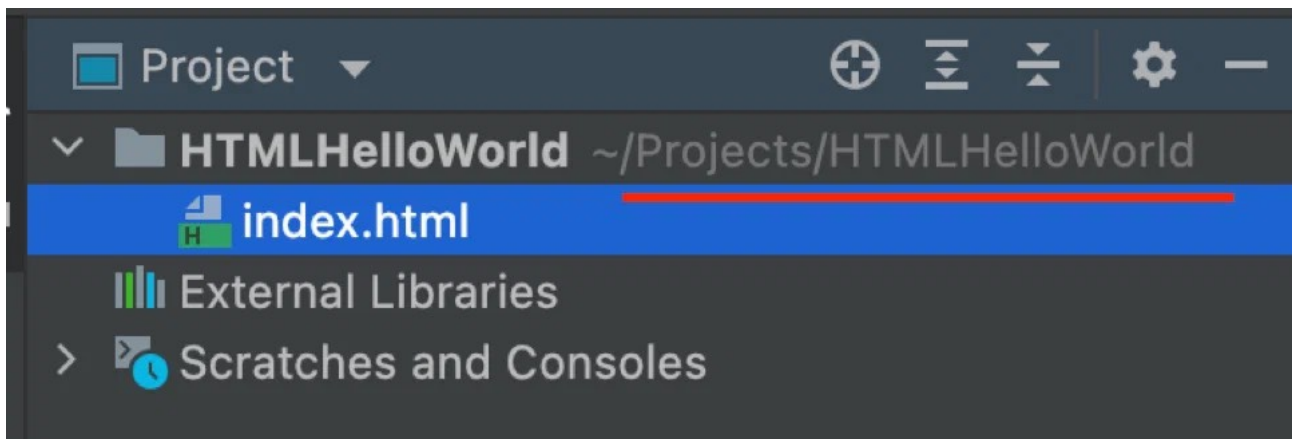 Project
HTMLHelloWorld ~/Projects/HTMLHelloWorld
H index.html
External Libraries
Scratches and Consoles